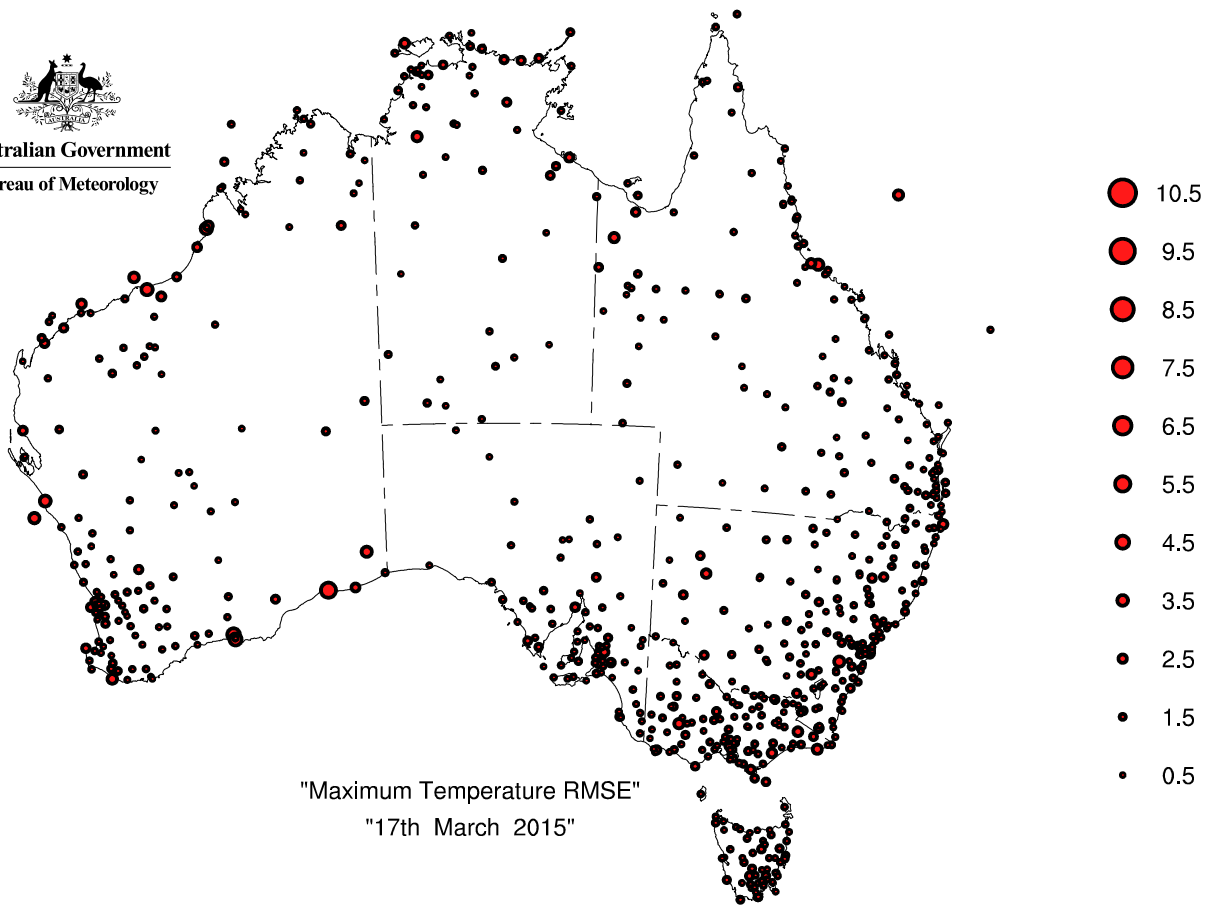 AUSTRALIA
tralian Government
reau of Meteorology
10.5
9.5
8.5
7.5
6.5
5.5
4.5
3.5
2.5
1.5
0.5
"Maximum Temperature RMSE"
"17th March 2015"